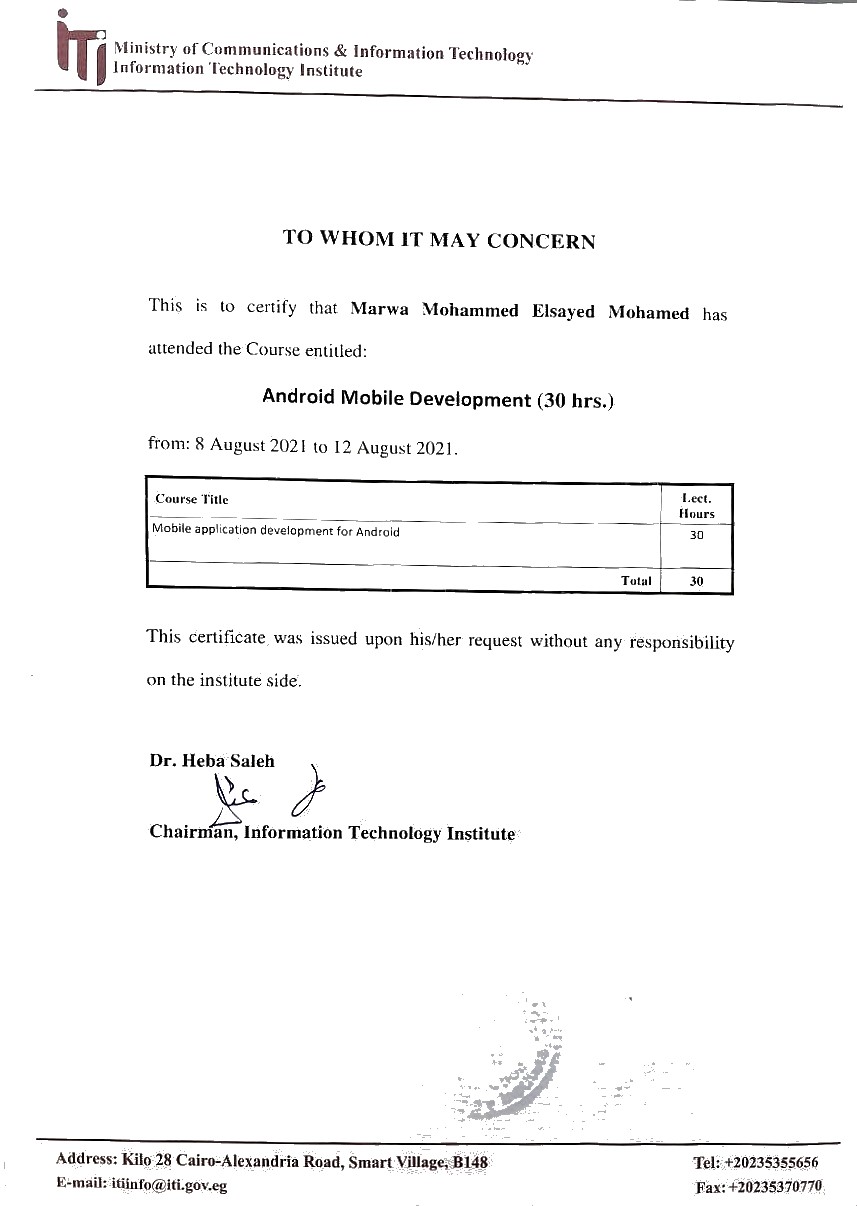 iTi
Ministry of Communications & Information Technology
Information Technology Institute
TO WHOM IT MAY CONCERN
This is to certify that Marwa Mohammed Elsayed Mohamed has
attended the Course entitled:
Android Mobile Development (30 hrs.)
from: 8 August 2021 to 12 August 2021.
Course Title Lect. Hours
Mobile application development for Android 30
Total 30
This certificate was issued upon his/her request without any responsibility
on the institute side.
Dr. Heba Saleh
Chairman, Information Technology Institute
Address: Kilo 28 Cairo-Alexandria Road, Smart Village, B148 Tel: +20235355656
E-mail: itiinfo@iti.gov.eg Fax: +20235370770